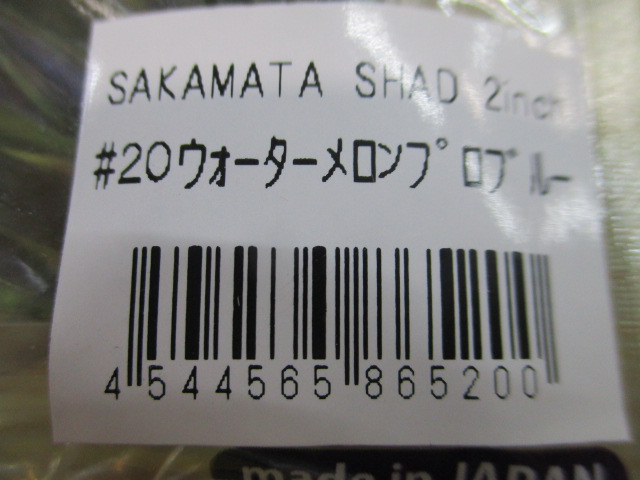 SAKAMATA SHAD 2inch
#20ウォーターメロンプロブルー
4 544565 865200
made in JAPAN